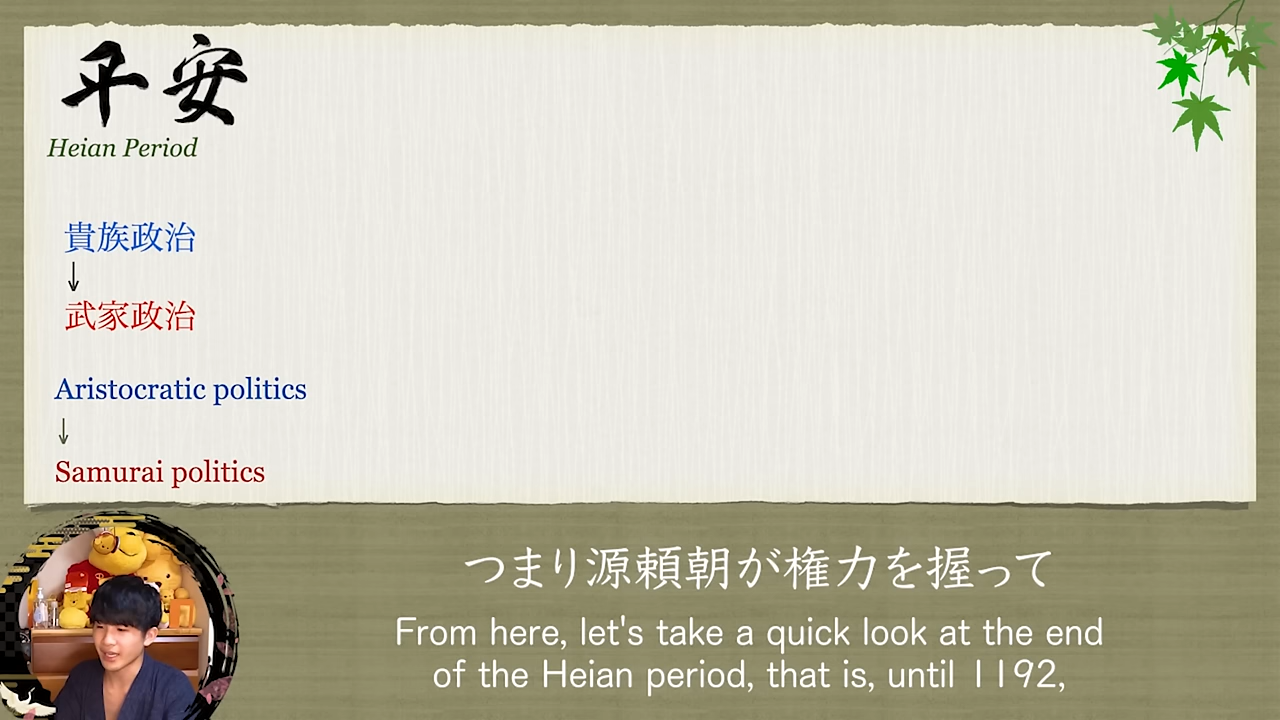 平安
Heian Period
貴族政治
↓
武家政治
Aristocratic politics
↓
Samurai politics
つまり源頼朝が権力を握って
From here, let's take a quick look at the end
of the Heian period, that is, until 1192,